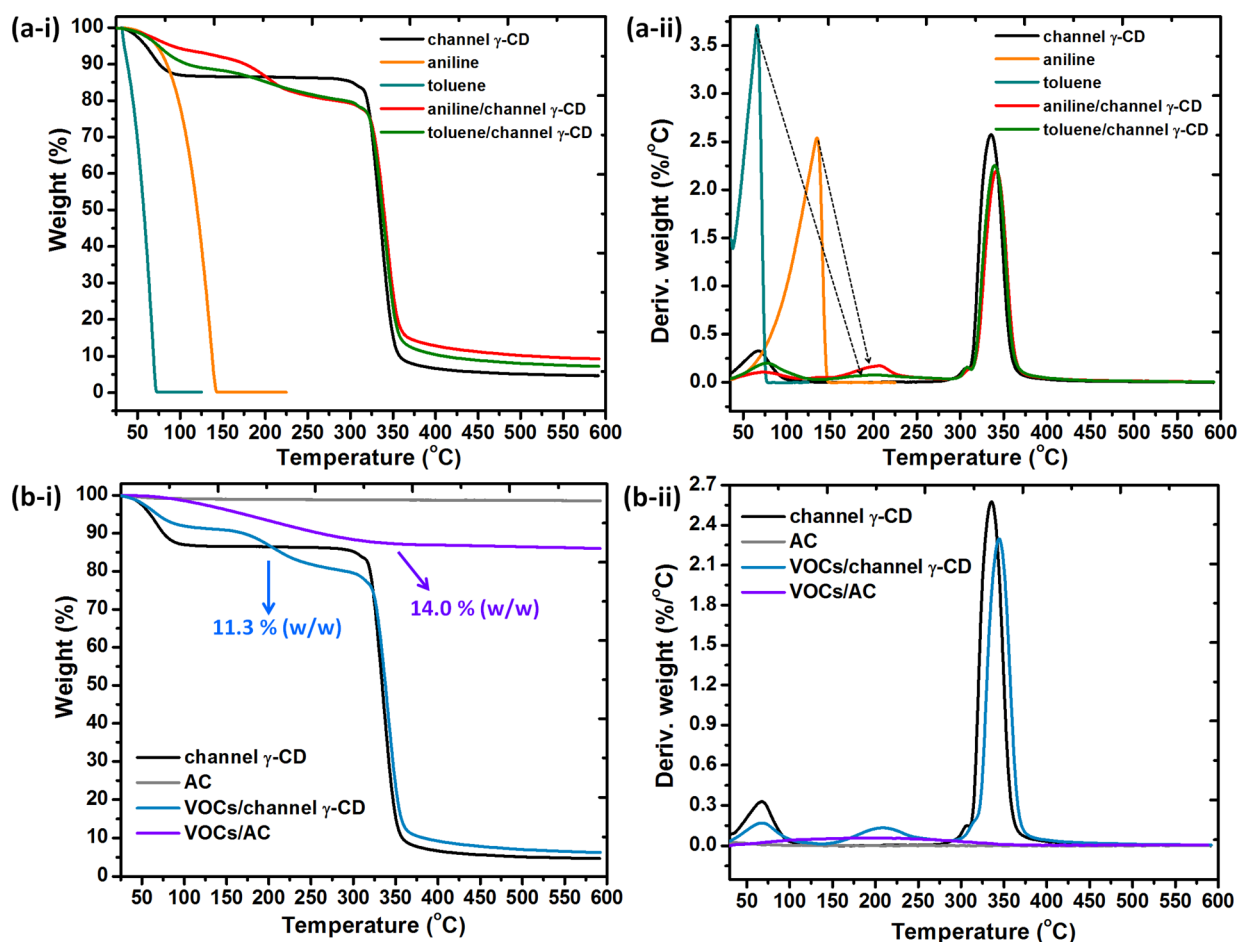 (a-i)
channel γ-CD
aniline
toluene
aniline/channel γ-CD
toluene/channel γ-CD
Weight (%)
100
90
80
70
60
50
40
30
20
10
0
50 100 150 200 250 300 350 400 450 500 550 600
Temperature (°C)
(a-ii)
channel γ-CD
aniline
toluene
aniline/channel γ-CD
toluene/channel γ-CD
Deriv. weight (%/°C)
3.5
3.0
2.5
2.0
1.5
1.0
0.5
0.0
50 100 150 200 250 300 350 400 450 500 550 600
Temperature (°C)
(b-i)
11.3 % (w/w)
14.0 % (w/w)
channel γ-CD
AC
VOCs/channel γ-CD
VOCs/AC
Weight (%)
100
90
80
70
60
50
40
30
20
10
0
50 100 150 200 250 300 350 400 450 500 550 600
Temperature (°C)
(b-ii)
channel γ-CD
AC
VOCs/channel γ-CD
VOCs/AC
Deriv. weight (%/°C)
2.7
2.4
2.1
1.8
1.5
1.2
0.9
0.6
0.3
0.0
50 100 150 200 250 300 350 400 450 500 550 600
Temperature (°C)